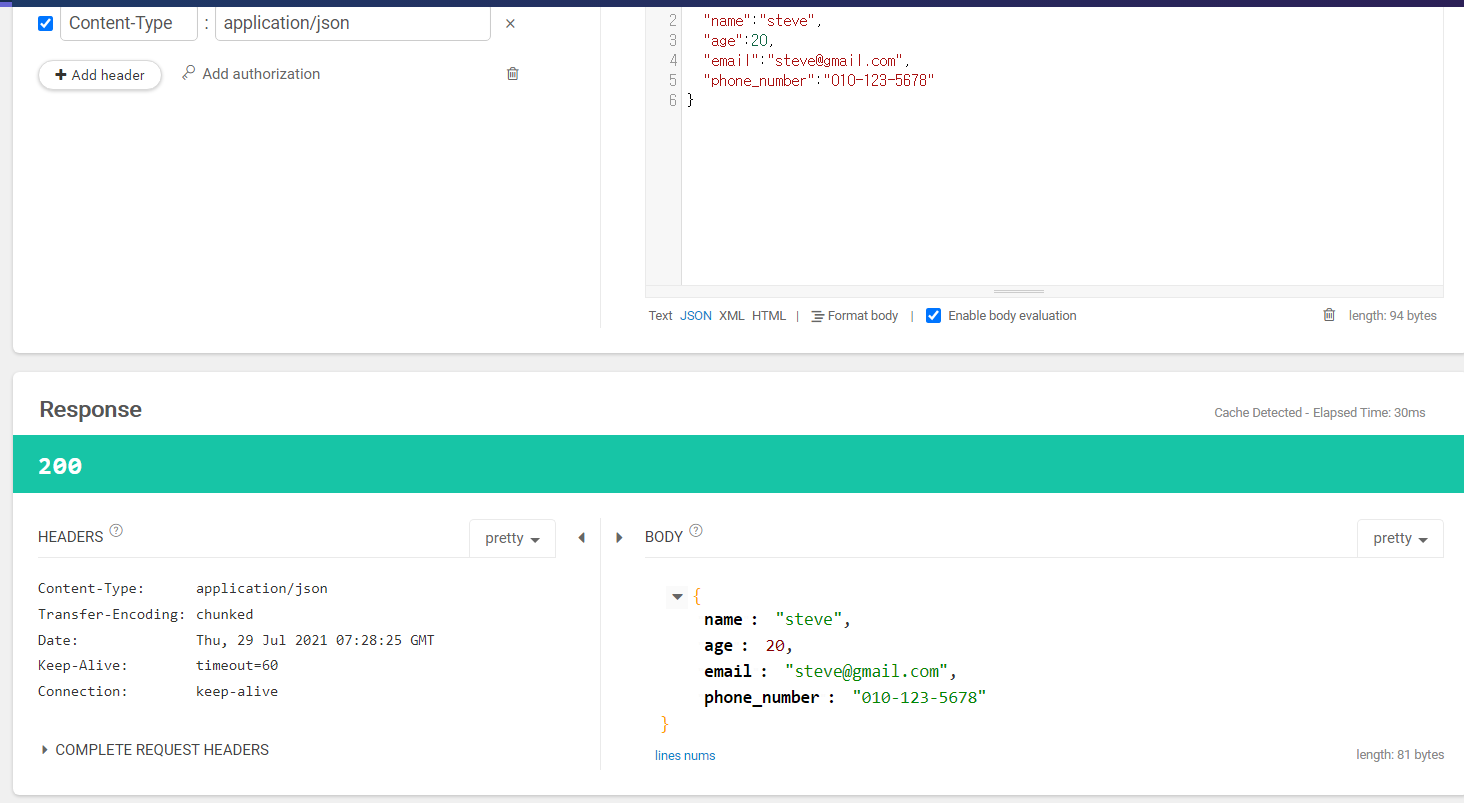 Content-Type : application/json ×
+ Add header Add authorization
2 "name":"steve",
3 "age":20,
4 "email":"steve@gmail.com",
5 "phone_number":"010-123-5678"
6 }
Text JSON XML HTML | Format body | Enable body evaluation length: 94 bytes
Response
Cache Detected - Elapsed Time: 30ms
200
HEADERS ? pretty
Content-Type: application/json
Transfer-Encoding: chunked
Date: Thu, 29 Jul 2021 07:28:25 GMT
Keep-Alive: timeout=60
Connection: keep-alive
COMPLETE REQUEST HEADERS
BODY ? pretty
{
name : "steve",
age : 20,
email : "steve@gmail.com",
phone_number : "010-123-5678"
}
lines nums length: 81 bytes